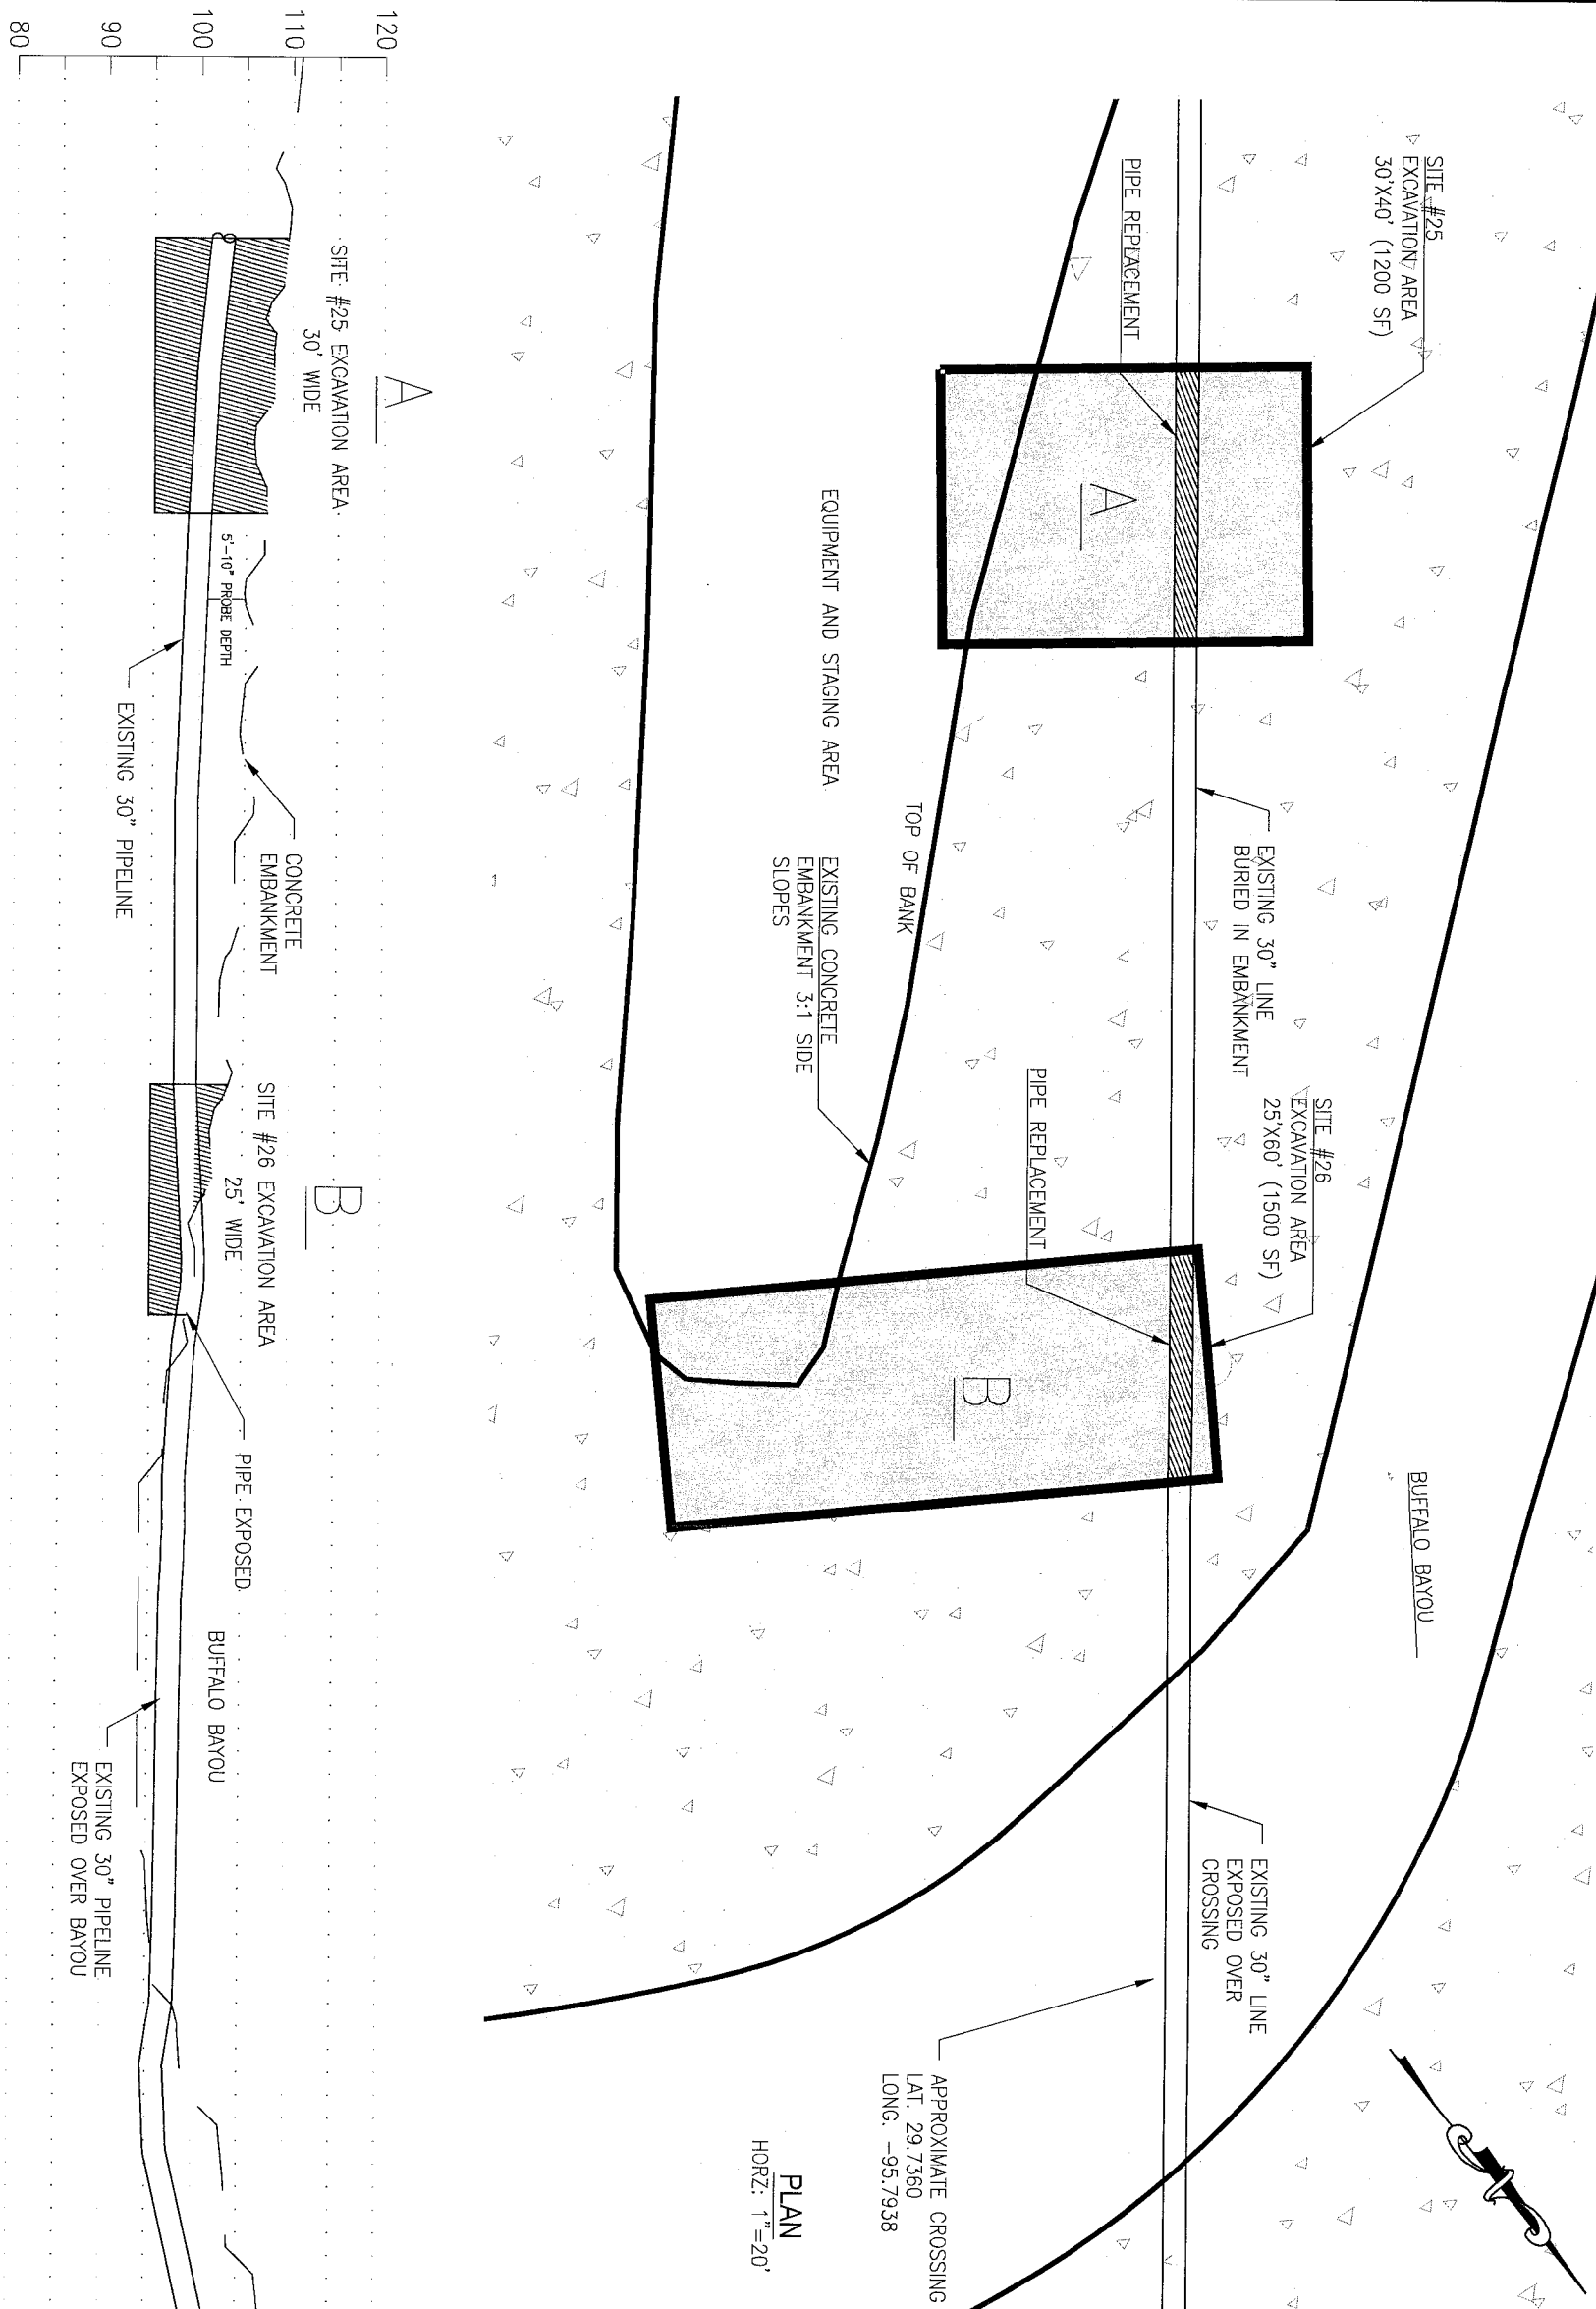 SITE #25
EXCAVATION AREA
30'X40' (1200 SF)
PIPE REPLACEMENT
A
EXISTING 30" LINE
BURIED IN EMBANKMENT
SITE #26
EXCAVATION AREA
25'X60' (1500 SF)
PIPE REPLACEMENT
B
BUFFALO BAYOU
EXISTING 30" LINE
EXPOSED OVER
CROSSING
APPROXIMATE CROSSING
LAT. 29.7360
LONG. -95.7938
TOP OF BANK
EQUIPMENT AND STAGING AREA
EXISTING CONCRETE
EMBANKMENT 3:1 SIDE
SLOPES
PLAN
HORZ: 1"=20'
120
110
100
90
80
A
SITE #25 EXCAVATION AREA
30' WIDE
5'-10" PROBE DEPTH
CONCRETE
EMBANKMENT
EXISTING 30" PIPELINE
B
SITE #26 EXCAVATION AREA
25' WIDE
PIPE EXPOSED
BUFFALO BAYOU
EXISTING 30" PIPELINE
EXPOSED OVER BAYOU